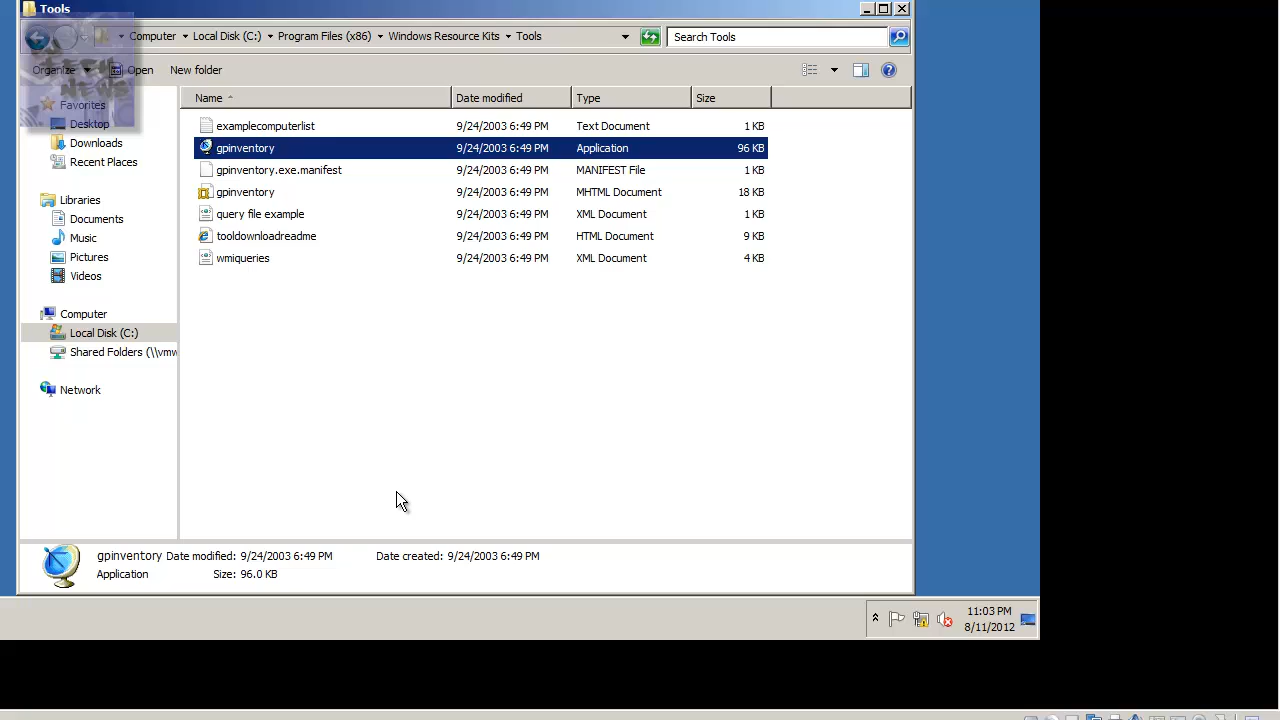 Tools
Computer Local Disk (C:) Program Files (x86) Windows Resource Kits Tools
Search Tools
Organize Open New folder
Name Date modified Type Size
Favorites
Desktop
Downloads
Recent Places
Libraries
Documents
Music
Pictures
Videos
Computer
Local Disk (C:)
Shared Folders (\\vmw
Network
examplecomputerlist 9/24/2003 6:49 PM Text Document 1 KB
gpinventory 9/24/2003 6:49 PM Application 96 KB
gpinventory.exe.manifest 9/24/2003 6:49 PM MANIFEST File 1 KB
gpinventory 9/24/2003 6:49 PM MHTML Document 18 KB
query file example 9/24/2003 6:49 PM XML Document 1 KB
tooldownloadreadme 9/24/2003 6:49 PM HTML Document 9 KB
wmiqueries 9/24/2003 6:49 PM XML Document 4 KB
gpinventory Date modified: 9/24/2003 6:49 PM Date created: 9/24/2003 6:49 PM
Application Size: 96.0 KB
11:03 PM
8/11/2012